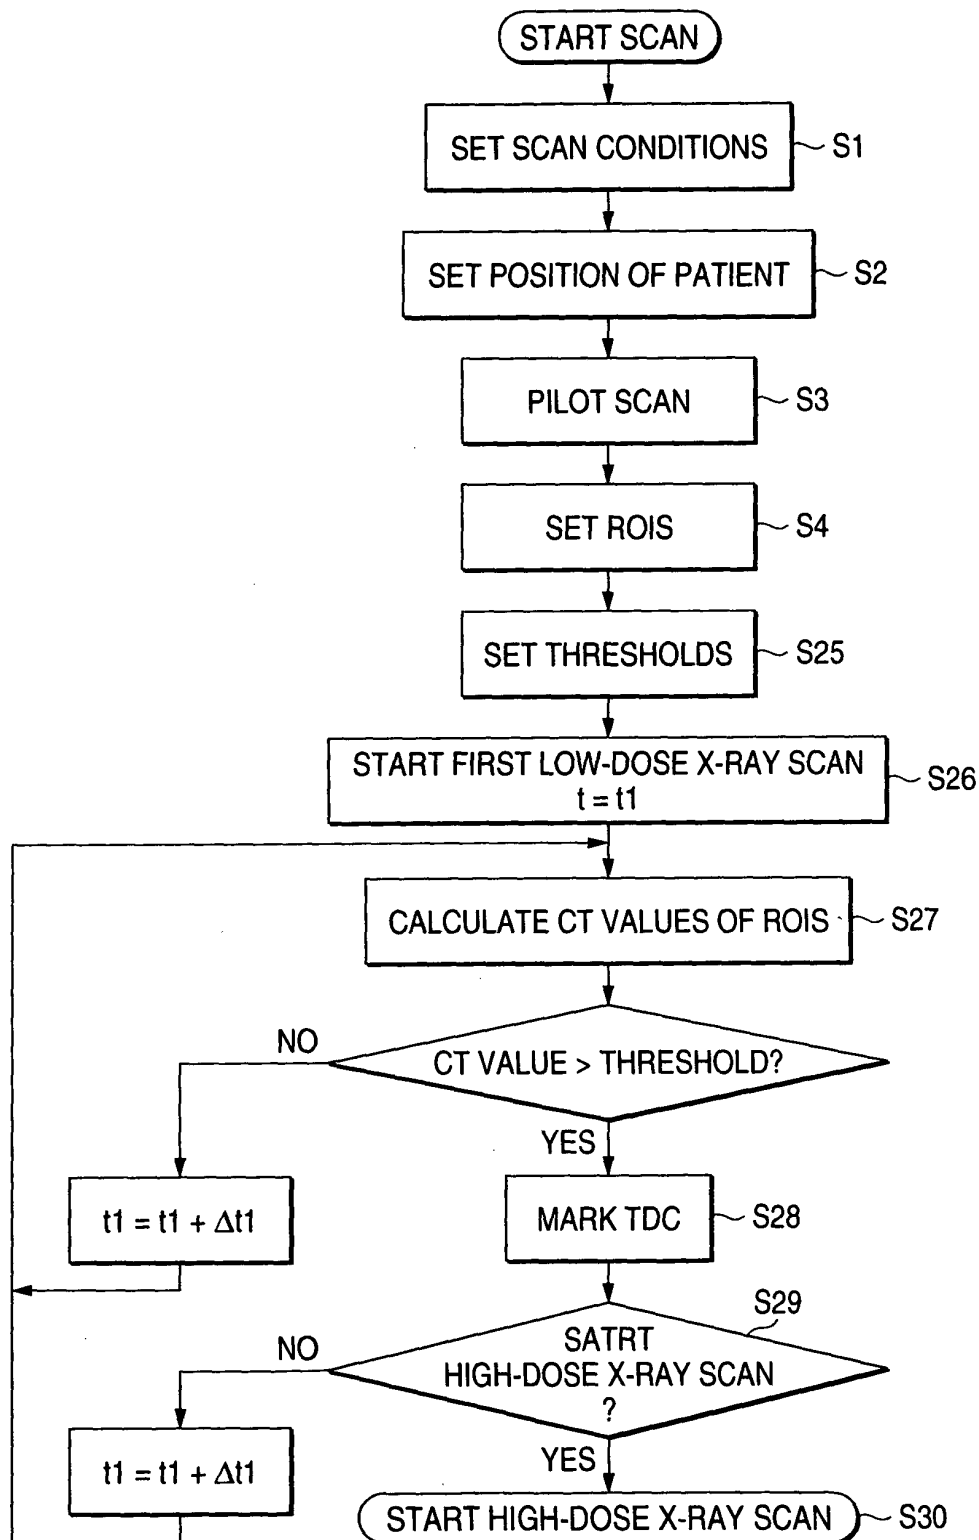 START SCAN
SET SCAN CONDITIONS
S1
SET POSITION OF PATIENT
S2
PILOT SCAN
S3
SET ROIS
S4
SET THRESHOLDS
S25
START FIRST LOW-DOSE X-RAY SCAN
t = t1
S26
CALCULATE CT VALUES OF ROIS
S27
NO
CT VALUE > THRESHOLD?
YES
t1 = t1 + Δt1
MARK TDC
S28
S29
NO
SATRT
HIGH-DOSE X-RAY SCAN
?
YES
t1 = t1 + Δt1
START HIGH-DOSE X-RAY SCAN
S30